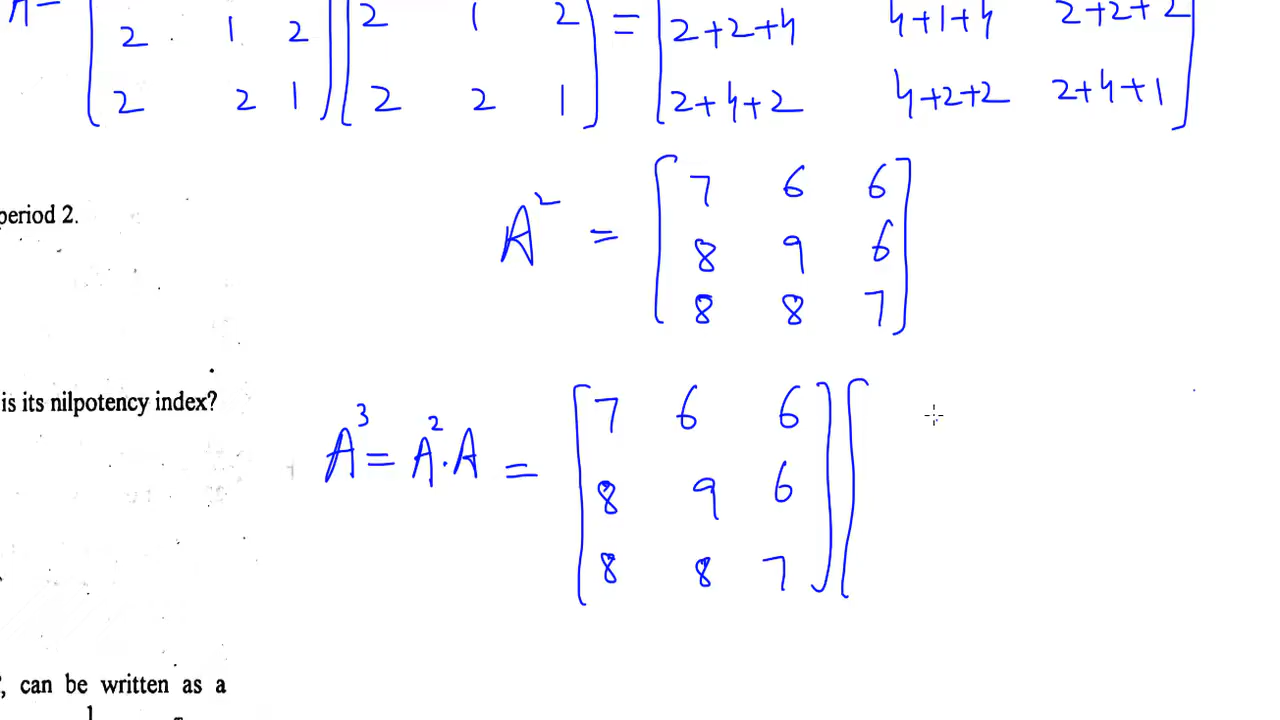 A
2 1 2 2 1 2 = 2+2+4 4+1+4 2+2+2
2 2 1 2 2 1 2+4+2 4+2+2 2+4+1
7 6 6
period 2.
A² = 8 9 6
8 8 7
is its nilpotency index?
7 6 6
A³ = A².A = 8 9 6
8 8 7
, can be written as a
1